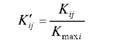 K'ij = Kij / Kmaxi